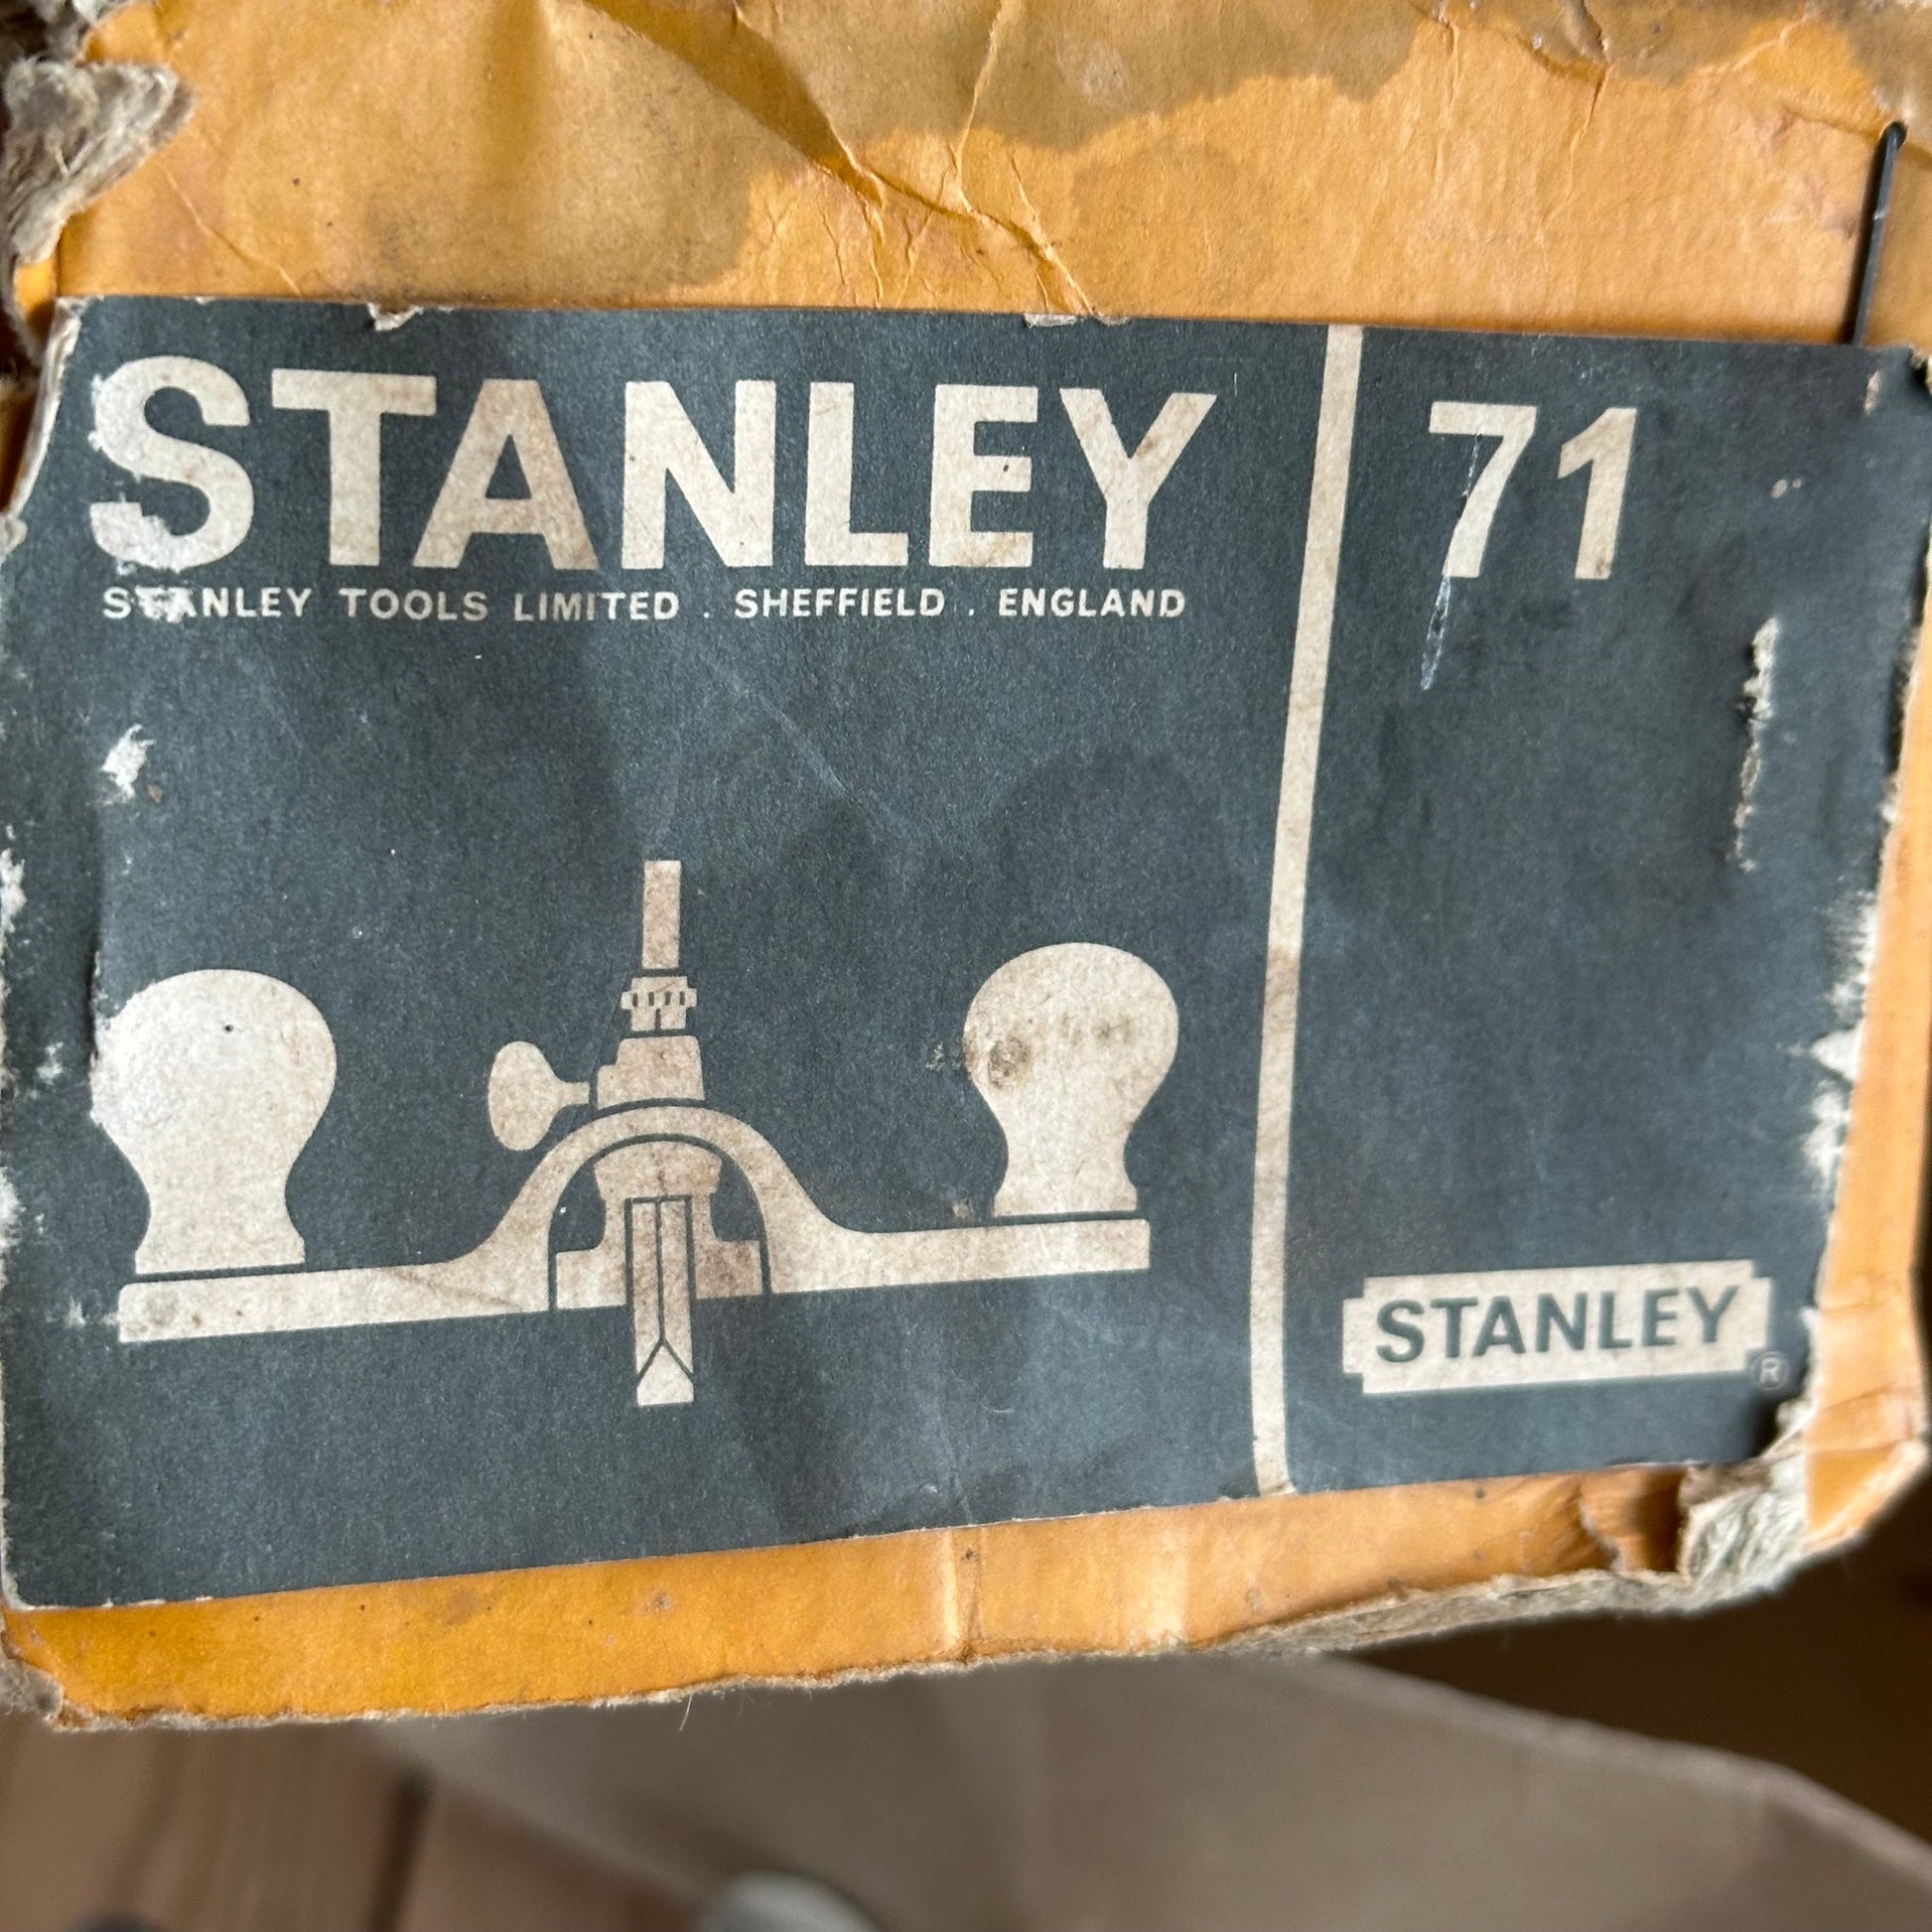 STANLEY
71
STANLEY TOOLS LIMITED . SHEFFIELD . ENGLAND
STANLEY ®